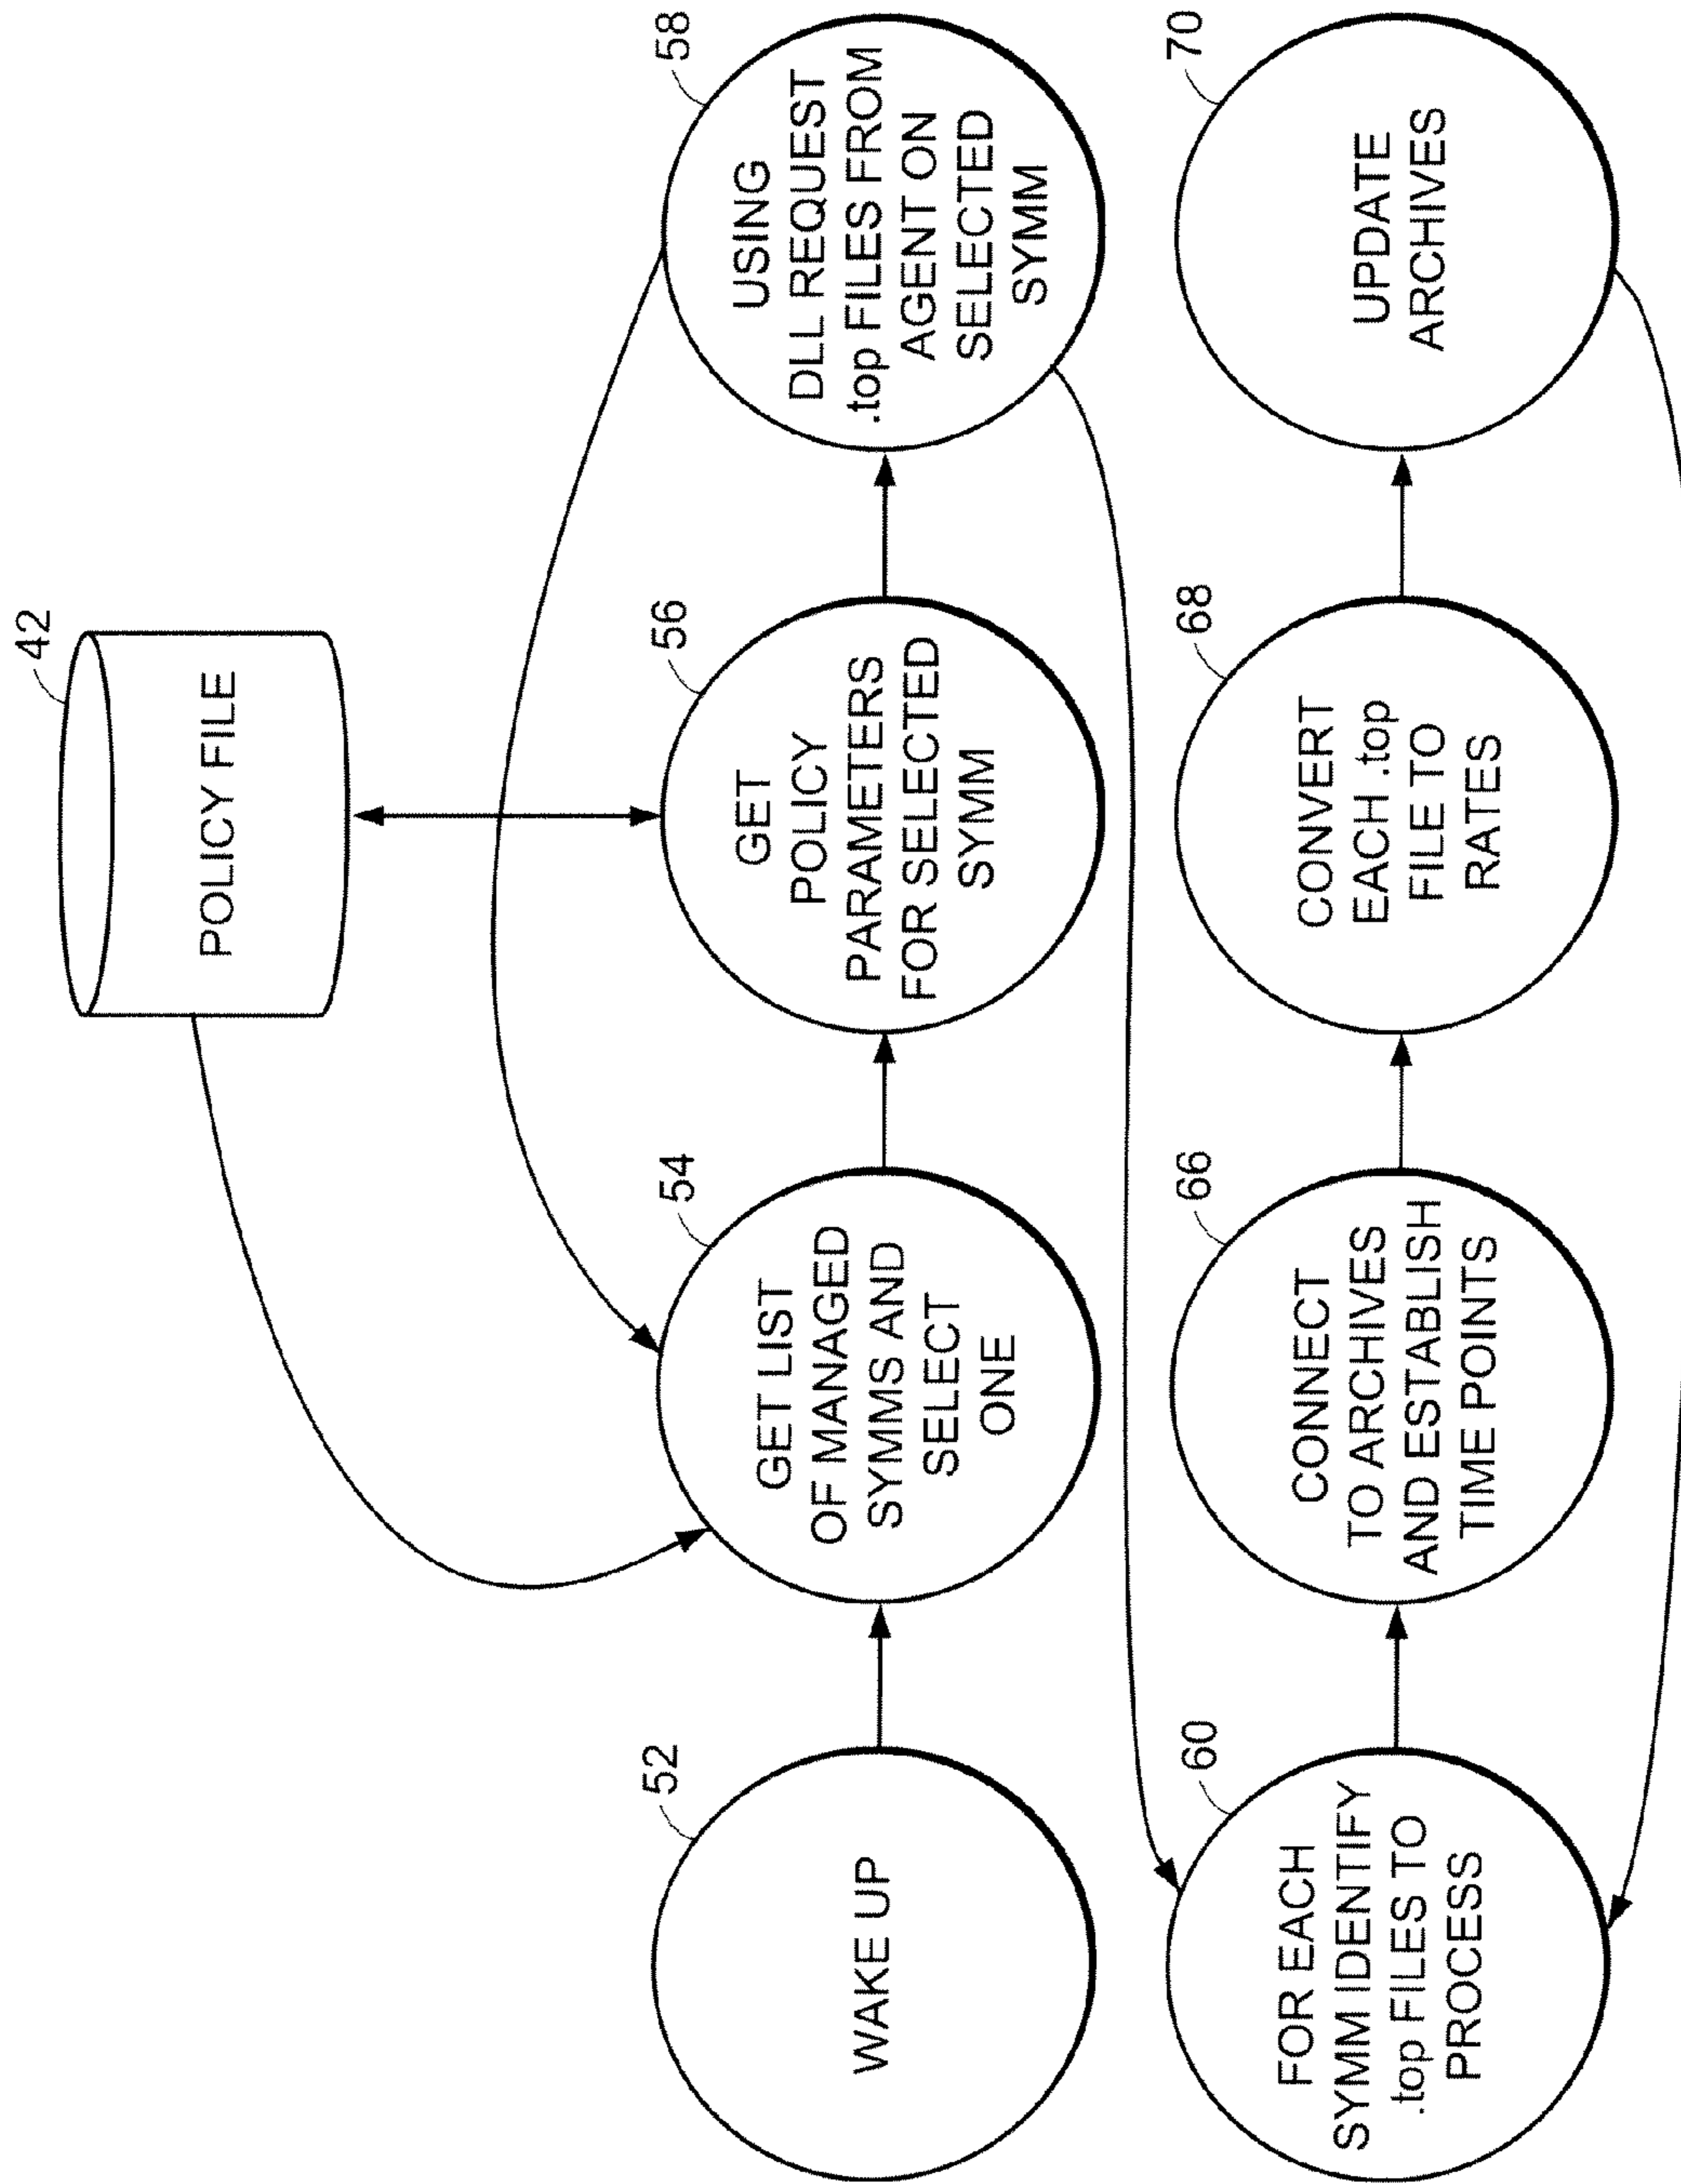 42
POLICY FILE
52
WAKE UP
54
GET LIST
OF MANAGED
SYMMS AND
SELECT
ONE
56
GET
POLICY
PARAMETERS
FOR SELECTED
SYMM
58
USING
DLL REQUEST
.top FILES FROM
AGENT ON
SELECTED
SYMM
60
FOR EACH
SYMM IDENTIFY
.top FILES TO
PROCESS
66
CONNECT
TO ARCHIVES
AND ESTABLISH
TIME POINTS
68
CONVERT
EACH .top
FILE TO
RATES
70
UPDATE
ARCHIVES